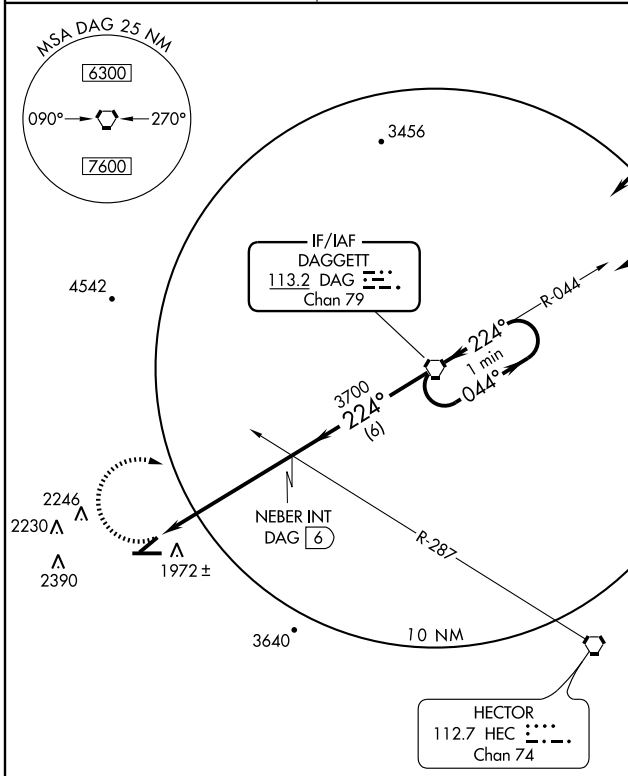 MSA DAG 25 NM
6300
090°
270°
7600
3456
IF/IAF
DAGGETT
113.2 DAG
Chan 79
4542
R-044
224°
1 min
044°
3700
224°
(6)
2246
2230
2390
1972 ±
NEBER INT
DAG 6
R-287
3640
10 NM
HECTOR
112.7 HEC
Chan 74